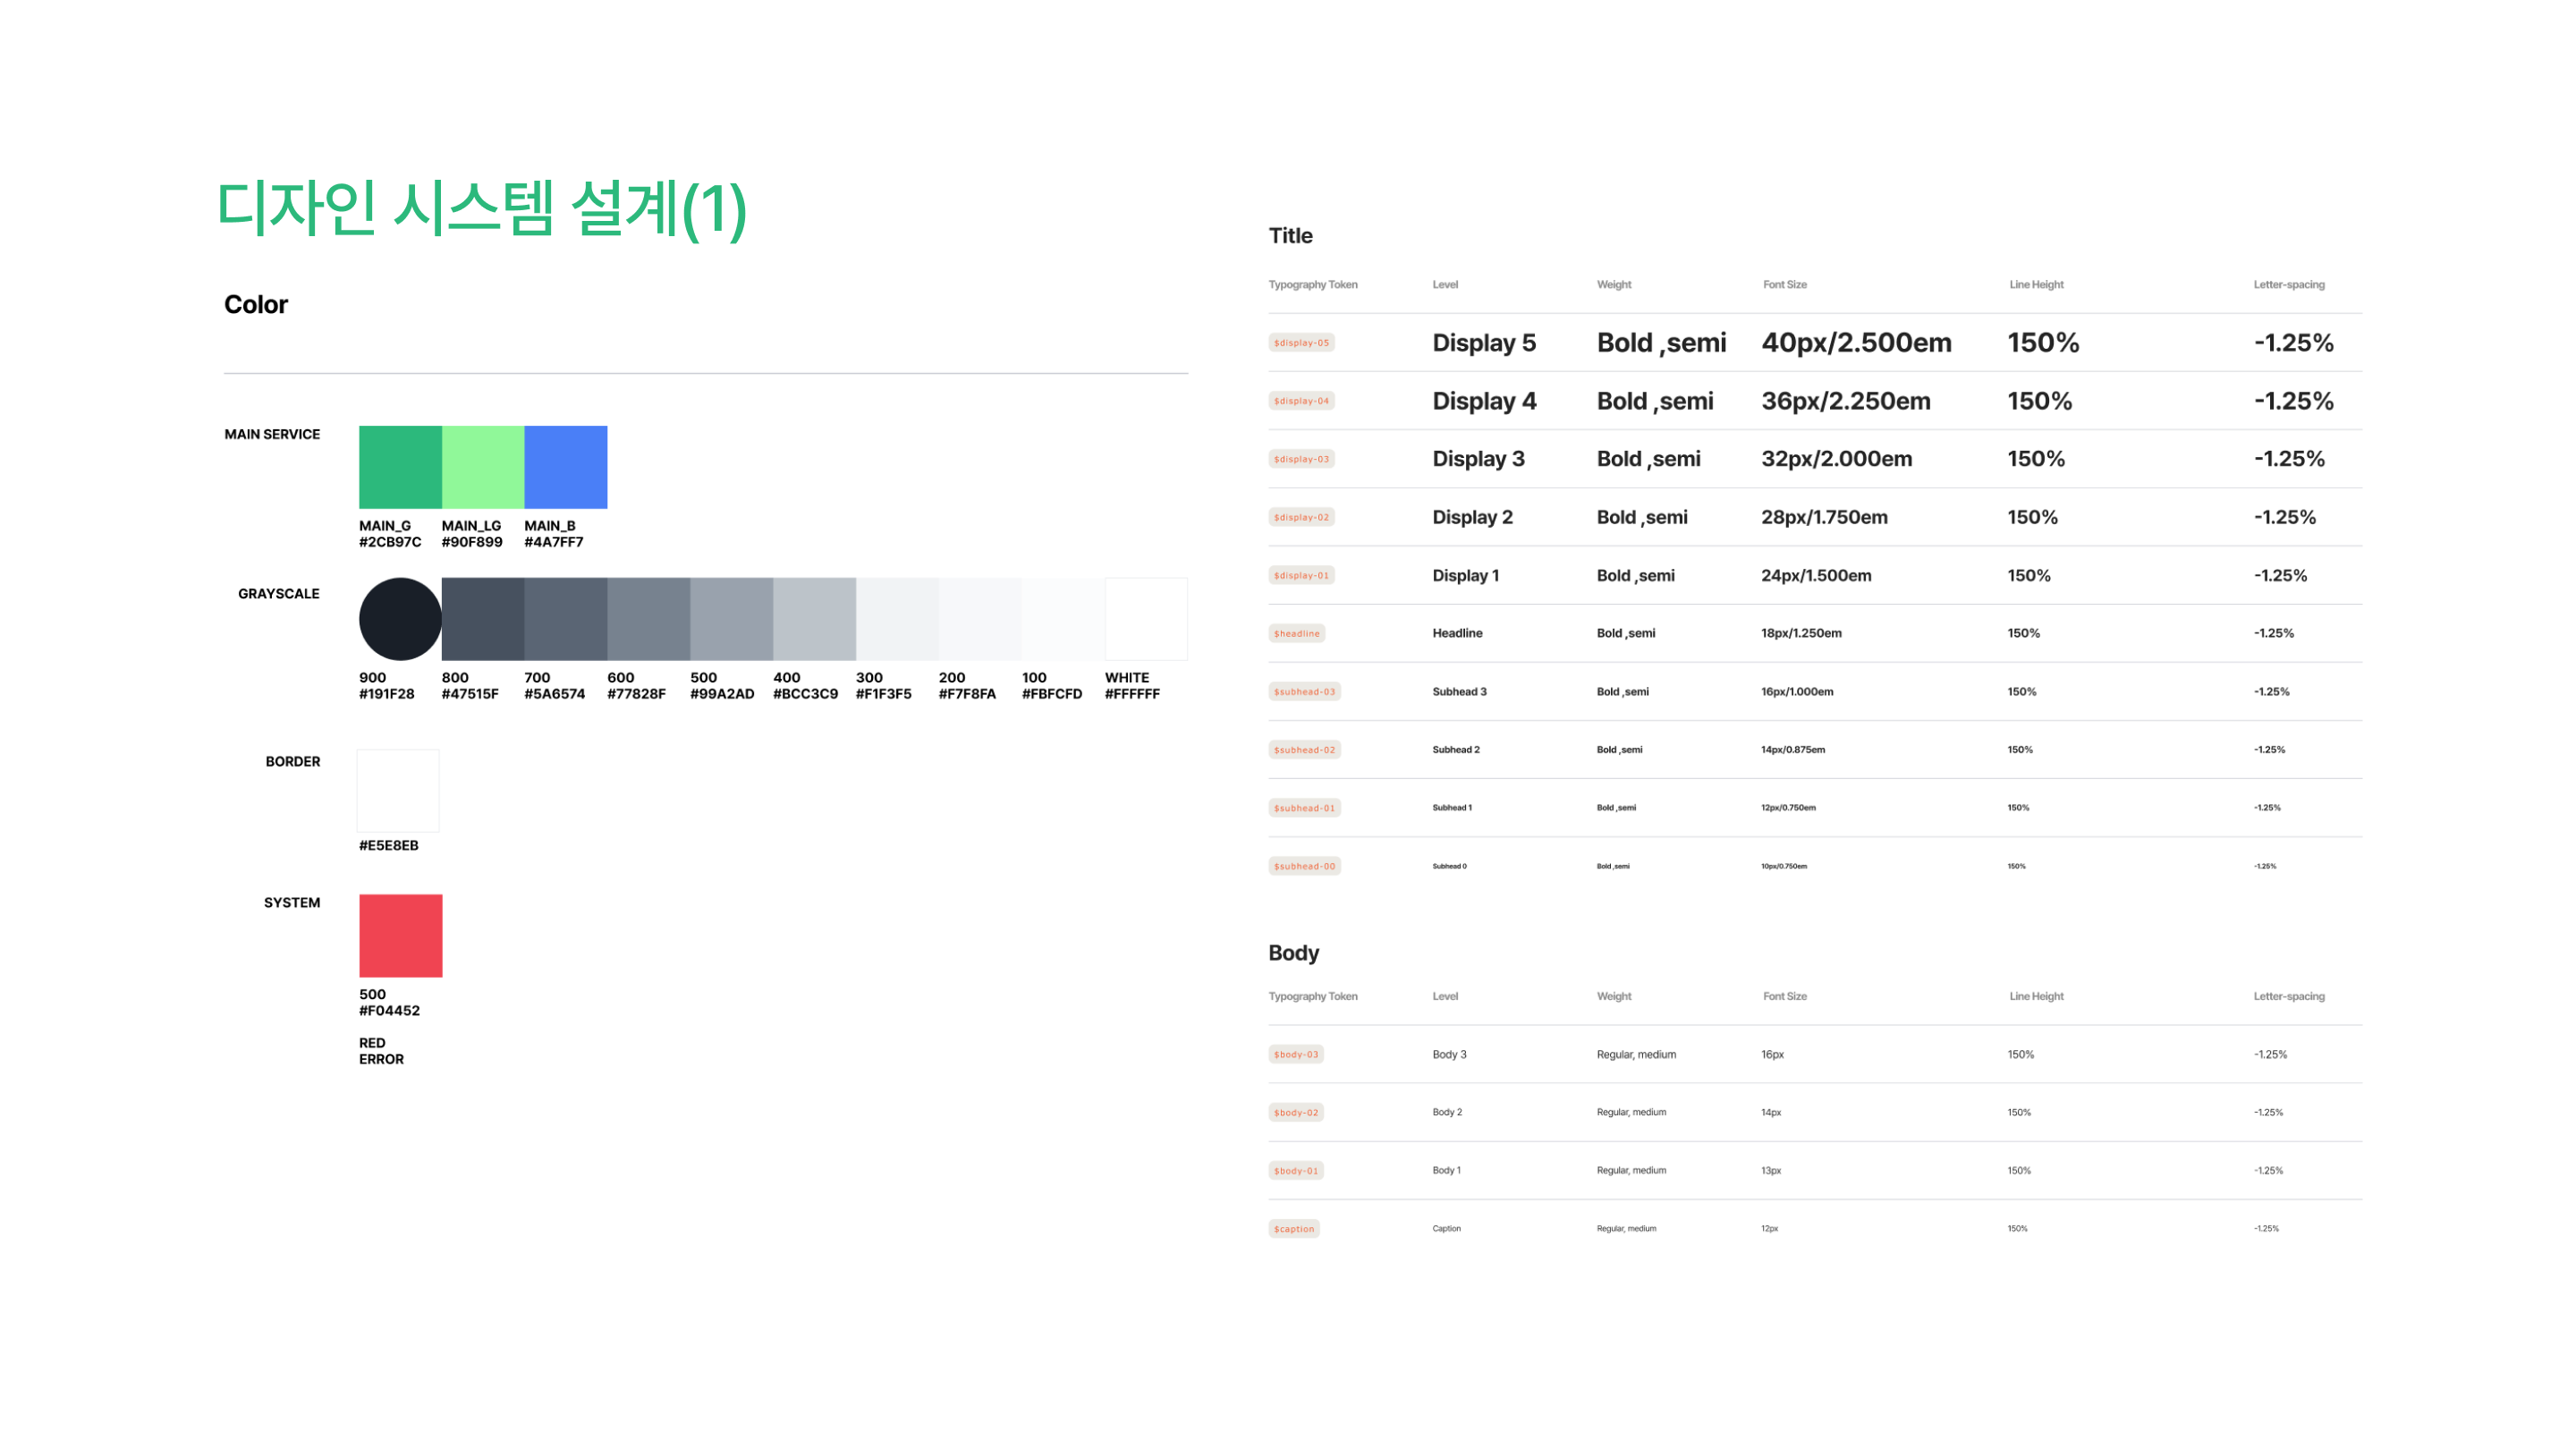 디자인 시스템 설계(1)
Color
MAIN SERVICE
MAIN_G MAIN_LG MAIN_B
#2CB97C #90F899 #4A7FF7
GRAYSCALE
900 800 700 600 500 400 300 200 100 WHITE
#191F28 #47515F #5A6574 #77828F #99A2AD #BCC3C9 #F1F3F5 #F7F8FA #FBFCFD #FFFFFF
BORDER
#E5E8EB
SYSTEM
500
#F04452
RED
ERROR
Title
Typography Token Level Weight Font Size Line Height Letter-spacing
$display-05 Display 5 Bold ,semi 40px/2.500em 150% -1.25%
$display-04 Display 4 Bold ,semi 36px/2.250em 150% -1.25%
$display-03 Display 3 Bold ,semi 32px/2.000em 150% -1.25%
$display-02 Display 2 Bold ,semi 28px/1.750em 150% -1.25%
$display-01 Display 1 Bold ,semi 24px/1.500em 150% -1.25%
$headline Headline Bold ,semi 18px/1.250em 150% -1.25%
$subhead-03 Subhead 3 Bold ,semi 16px/1.000em 150% -1.25%
$subhead-02 Subhead 2 Bold ,semi 14px/0.875em 150% -1.25%
$subhead-01 Subhead 1 Bold ,semi 12px/0.750em 150% -1.25%
$subhead-00 Subhead 0 Bold ,semi 10px/0.750em 150% -1.25%
Body
Typography Token Level Weight Font Size Line Height Letter-spacing
$body-03 Body 3 Regular, medium 16px 150% -1.25%
$body-02 Body 2 Regular, medium 14px 150% -1.25%
$body-01 Body 1 Regular, medium 13px 150% -1.25%
$caption Caption Regular, medium 12px 150% -1.25%